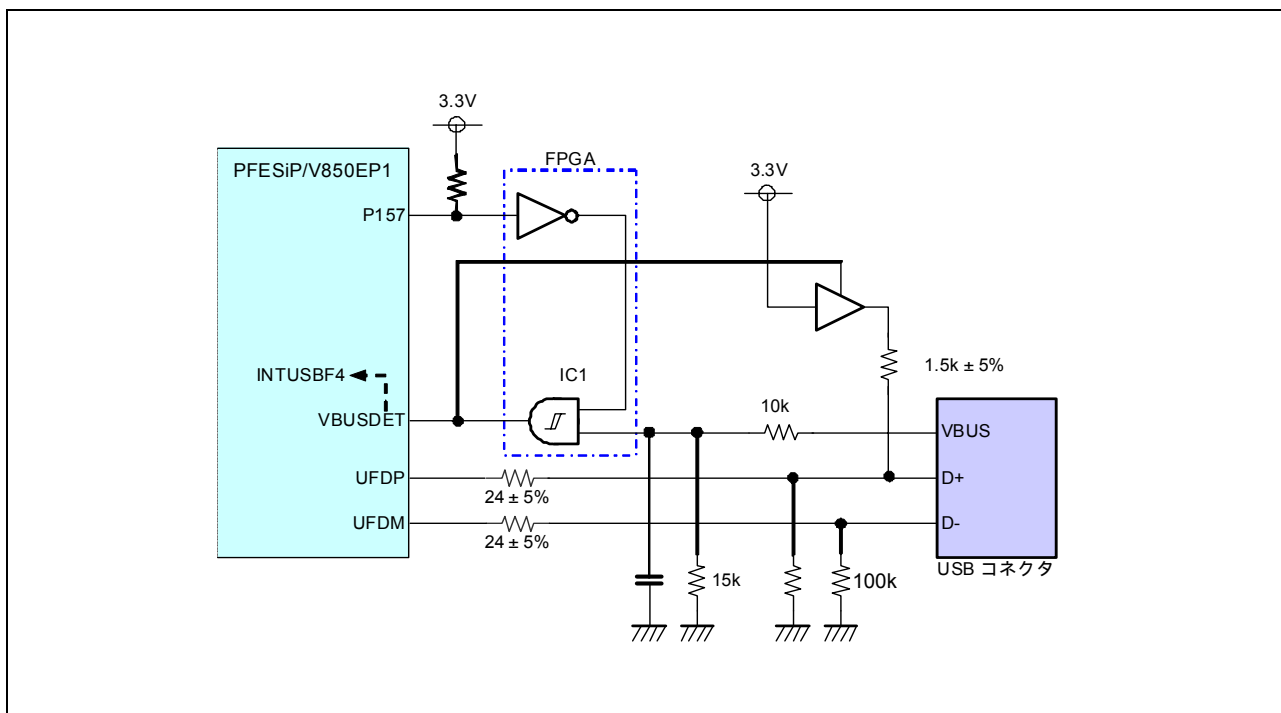 3.3V
FPGA
PFESiP/V850EP1
3.3V
P157
INTUSBF4
IC1
1.5k ± 5%
VBUSDET
10k
VBUS
UFDP
24 ± 5%
D+
UFDM
24 ± 5%
D-
15k
100k
USB コネクタ